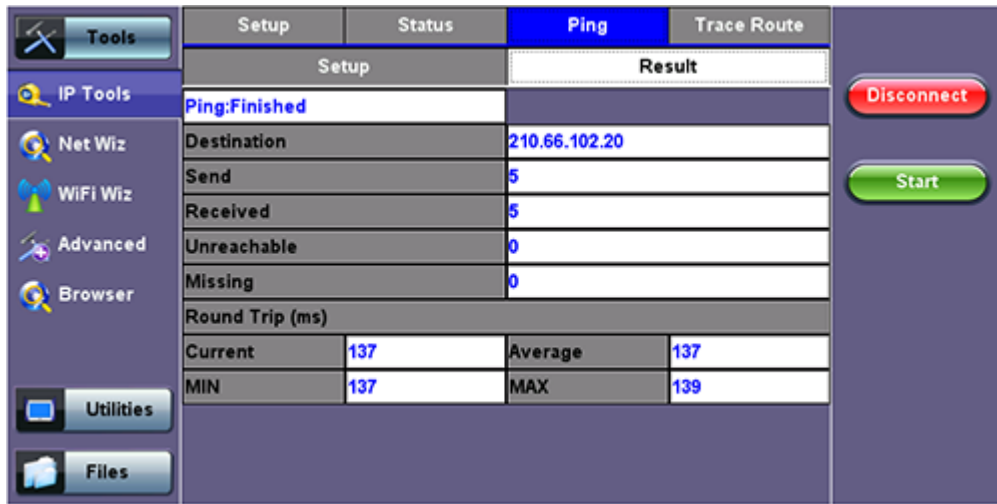 Tools
Setup Status Ping Trace Route
Setup Result
IP Tools
Net Wiz
WiFi Wiz
Advanced
Browser
Utilities
Files
Ping:Finished
Destination 210.66.102.20
Send 5
Received 5
Unreachable 0
Missing 0
Round Trip (ms)
Current 137 Average 137
MIN 137 MAX 139
Disconnect
Start